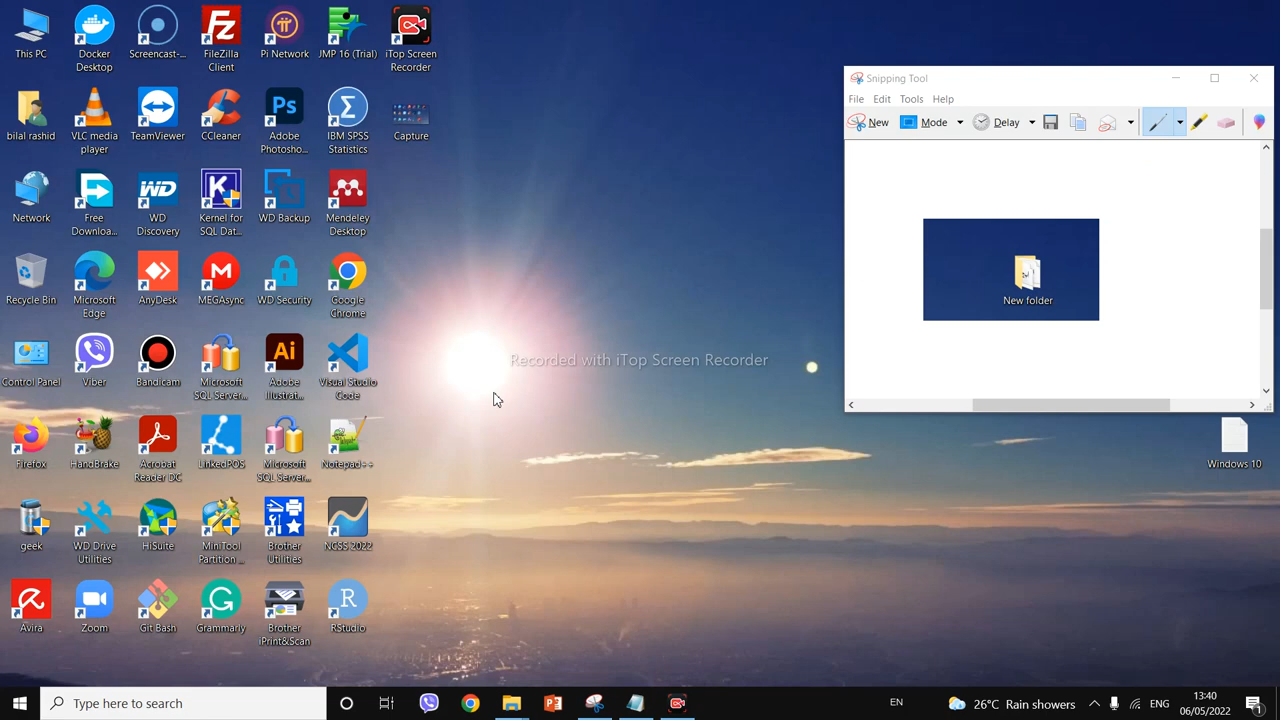 This PC
Docker
Desktop
Screencast-...
FileZilla
Client
Pi Network
JMP 16 (Trial)
iTop Screen
Recorder
bilal rashid
VLC media
player
TeamViewer
CCleaner
Adobe
Photosho...
IBM SPSS
Statistics
Capture
Network
Free
Downloa...
WD
Discovery
Kernel for
SQL Dat...
WD Backup
Mendeley
Desktop
Recycle Bin
Microsoft
Edge
AnyDesk
MEGAsync
WD Security
Google
Chrome
Control Panel
Viber
Bandicam
Microsoft
SQL Server...
Adobe
Illustrat...
Visual Studio
Code
Firefox
HandBrake
Acrobat
Reader DC
LinkedPOS
Microsoft
SQL Server...
Notepad++
geek
WD Drive
Utilities
HiSuite
MiniTool
Partition ...
Brother
Utilities
NCSS 2022
Avira
Zoom
Git Bash
Grammarly
Brother
iPrint&Scan
RStudio
Recorded with iTop Screen Recorder
Snipping Tool
File Edit Tools Help
New Mode Delay
New folder
Windows 10
Type here to search
EN
26°C Rain showers
ENG
13:40
06/05/2022